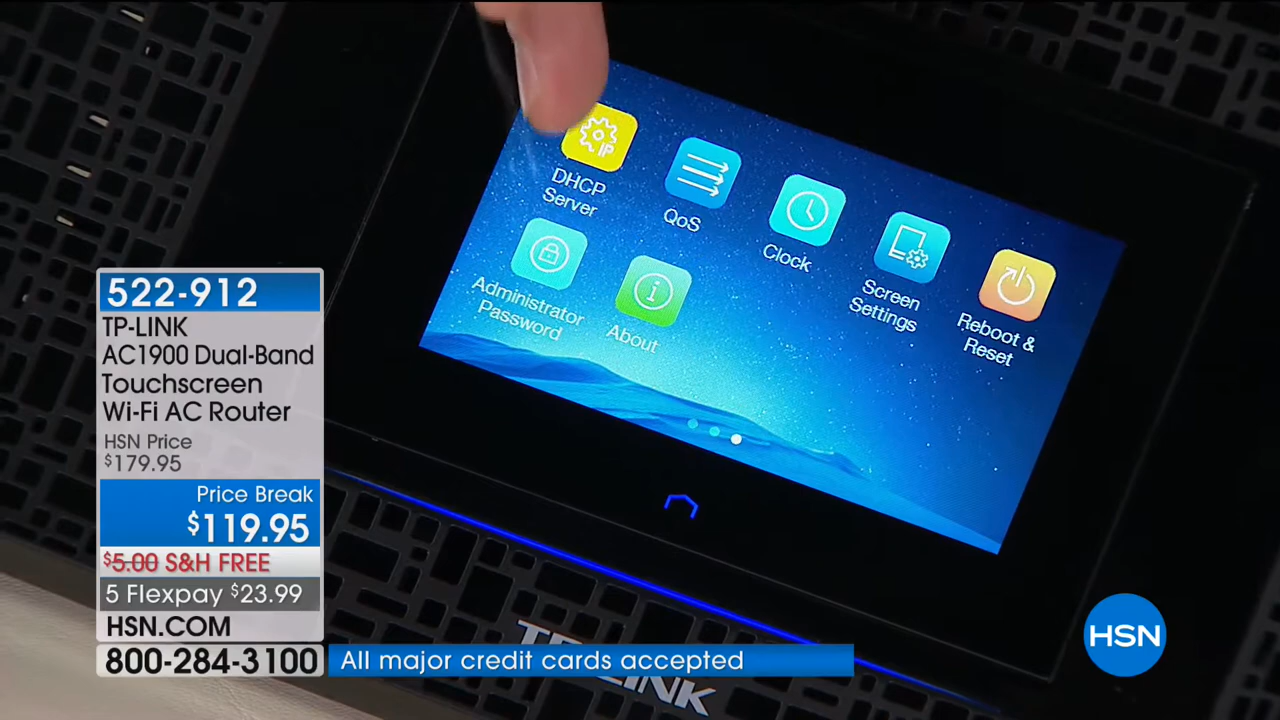 IP
DHCP
Server
QoS
Clock
Screen
Settings
Reboot &
Reset
Administrator
Password
i
About
522-912
TP-LINK
AC1900 Dual-Band
Touchscreen
Wi-Fi AC Router
HSN Price
$179.95
Price Break
$119.95
$5.00 S&H FREE
5 Flexpay $23.99
HSN.COM
800-284-3100
All major credit cards accepted
TP-LINK
HSN